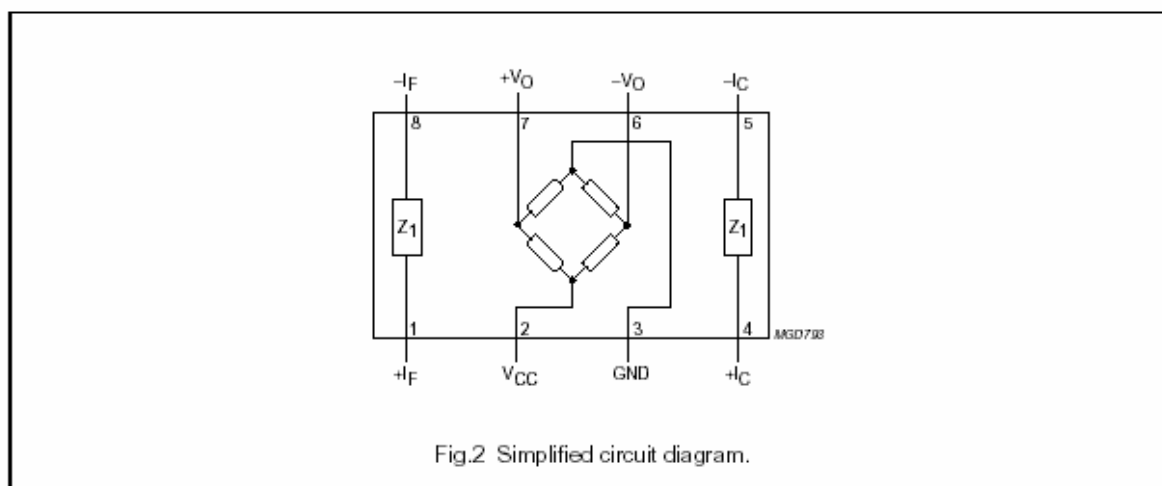 –IF +VO –VO –IC
8 7 6 5
Z1 Z1
1 2 3 4
MGD793
+IF VCC GND +IC
Fig.2 Simplified circuit diagram.